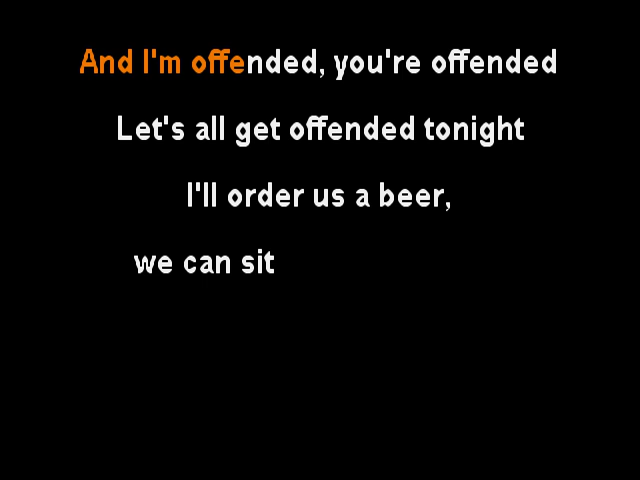 And I'm offended, you're offended
Let's all get offended tonight
I'll order us a beer,
we can sit